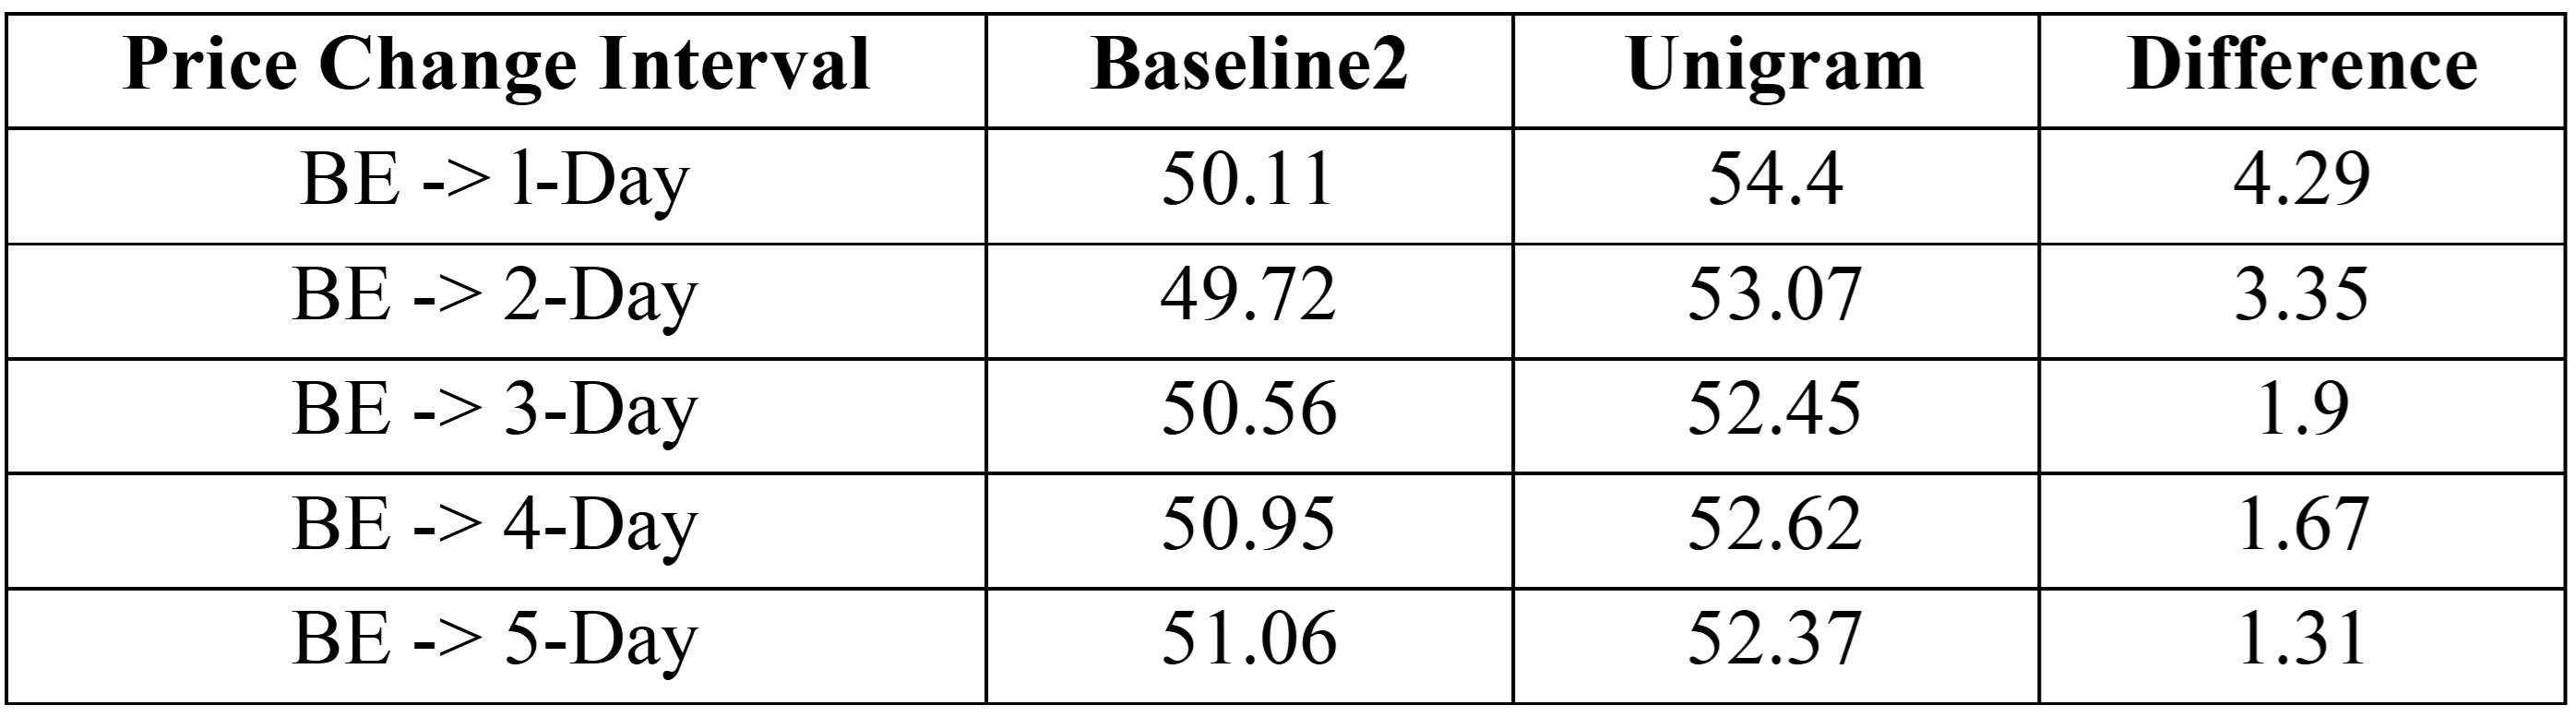 Price Change Interval Baseline2 Unigram Difference
BE -> l-Day 50.11 54.4 4.29
BE -> 2-Day 49.72 53.07 3.35
BE -> 3-Day 50.56 52.45 1.9
BE -> 4-Day 50.95 52.62 1.67
BE -> 5-Day 51.06 52.37 1.31